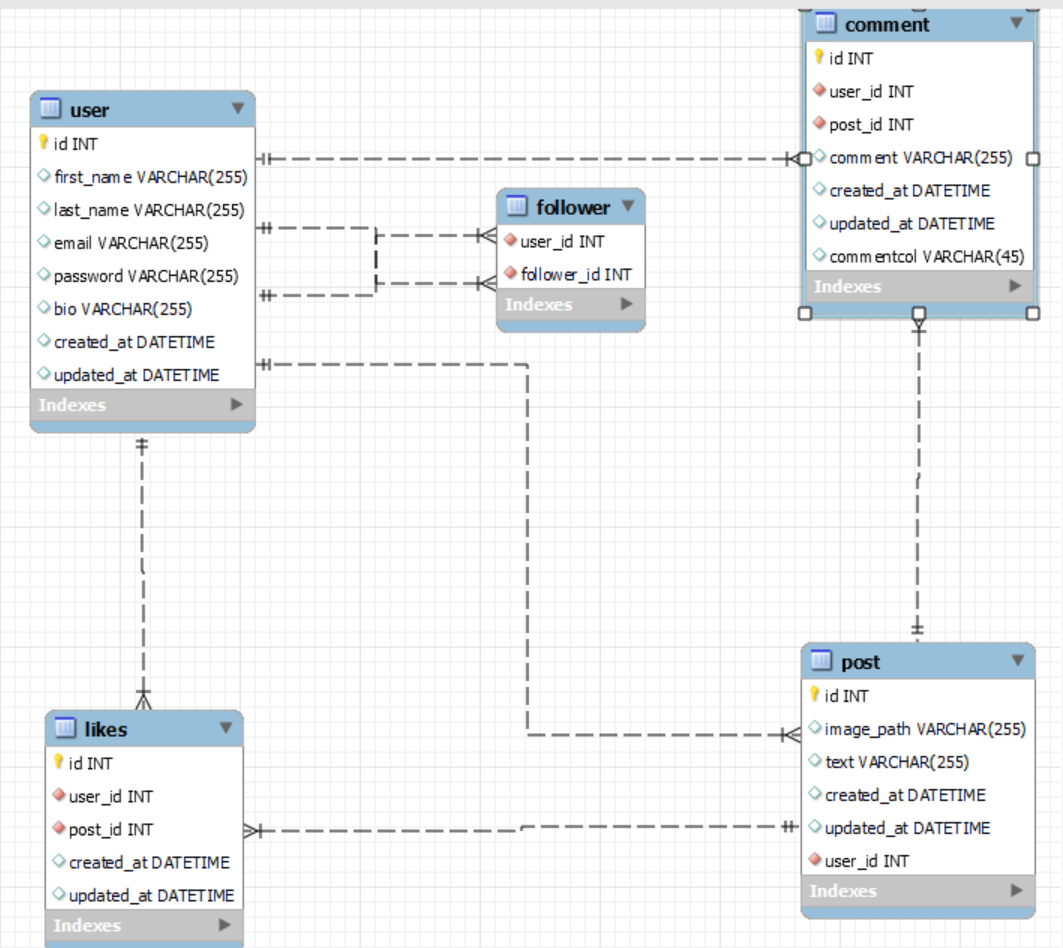 user
id INT
first_name VARCHAR(255)
last_name VARCHAR(255)
email VARCHAR(255)
password VARCHAR(255)
bio VARCHAR(255)
created_at DATETIME
updated_at DATETIME
Indexes
follower
user_id INT
follower_id INT
Indexes
comment
id INT
user_id INT
post_id INT
comment VARCHAR(255)
created_at DATETIME
updated_at DATETIME
commentcol VARCHAR(45)
Indexes
likes
id INT
user_id INT
post_id INT
created_at DATETIME
updated_at DATETIME
Indexes
post
id INT
image_path VARCHAR(255)
text VARCHAR(255)
created_at DATETIME
updated_at DATETIME
user_id INT
Indexes